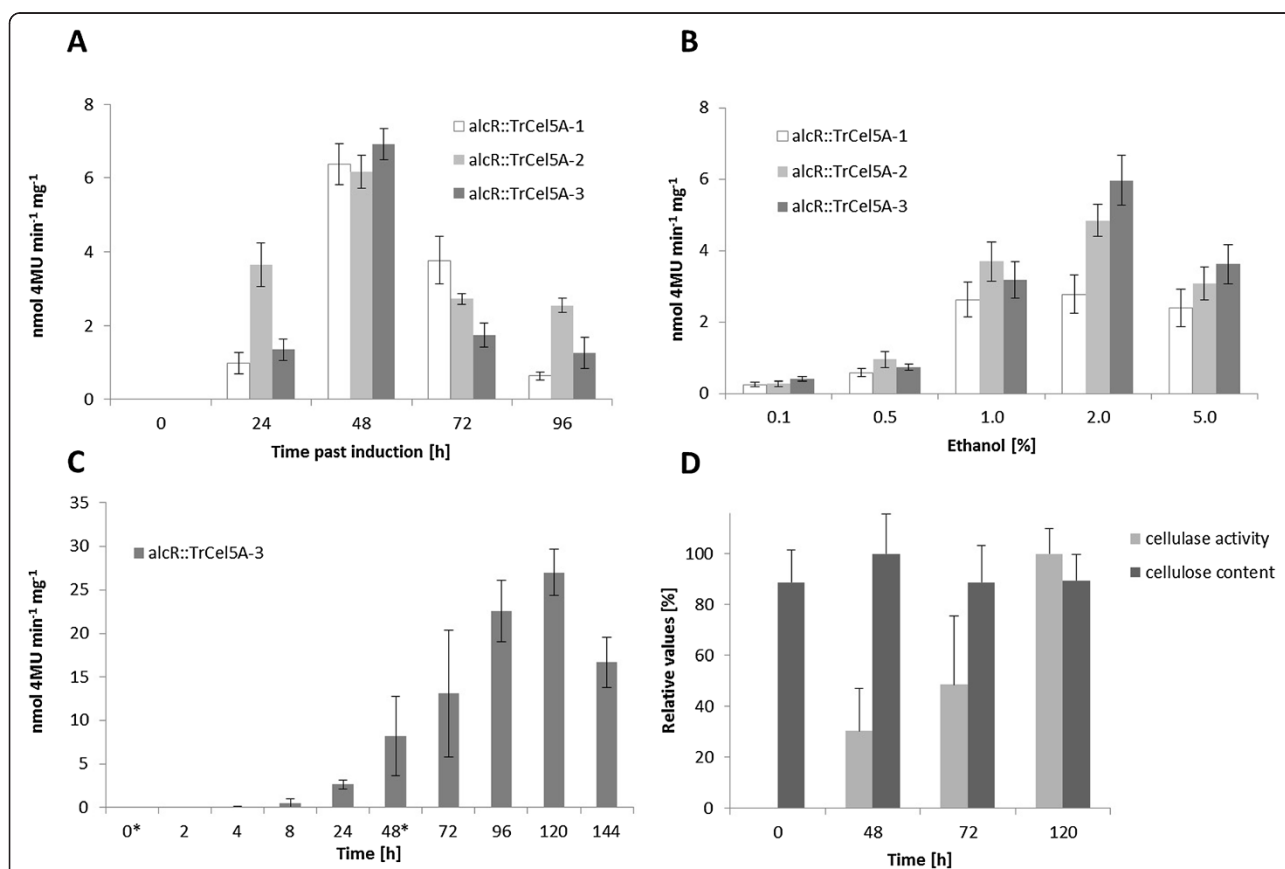 A
nmol 4MU min-1 mg-1
8
6
4
2
0
alcR::TrCel5A-1
alcR::TrCel5A-2
alcR::TrCel5A-3
0 24 48 72 96
Time past induction [h]
B
nmol 4MU min-1 mg-1
8
6
4
2
0
alcR::TrCel5A-1
alcR::TrCel5A-2
alcR::TrCel5A-3
0.1 0.5 1.0 2.0 5.0
Ethanol [%]
C
nmol 4MU min-1 mg-1
35
30
25
20
15
10
5
0
alcR::TrCel5A-3
0* 2 4 8 24 48* 72 96 120 144
Time [h]
D
Relative values [%]
100
80
60
40
20
0
cellulase activity
cellulose content
0 48 72 120
Time [h]